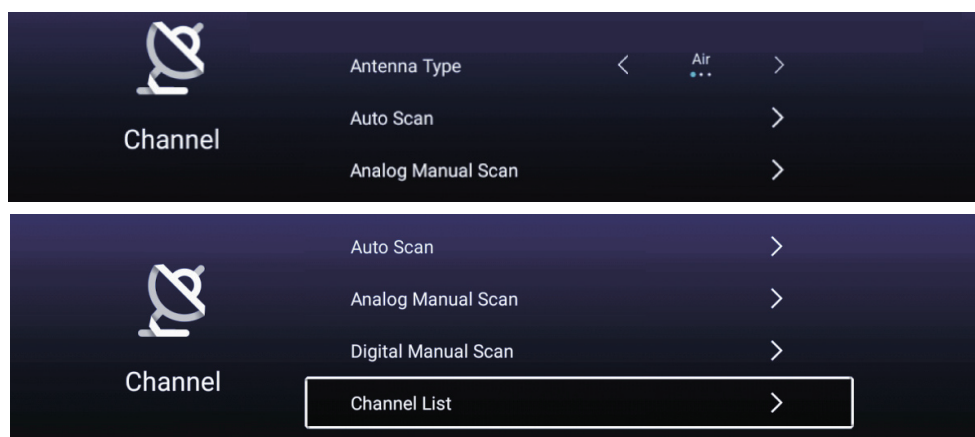 Antenna Type
Air
Auto Scan
Channel
Analog Manual Scan
Auto Scan
Analog Manual Scan
Digital Manual Scan
Channel
Channel List